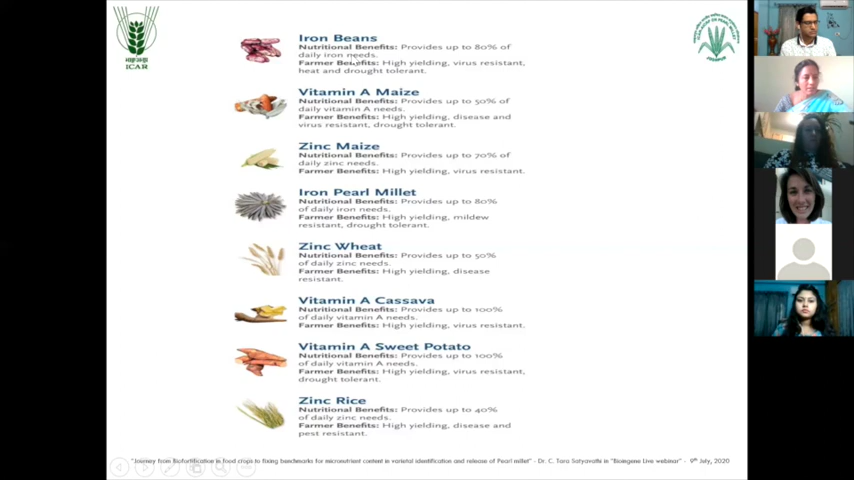 ICAR
Iron Beans
Nutritional Benefits: Provides up to 80% of
daily iron needs.
Farmer Benefits: High yielding, virus resistant,
heat and drought tolerant.
Vitamin A Maize
Nutritional Benefits: Provides up to 50% of
daily vitamin A needs.
Farmer Benefits: High yielding, disease and
virus resistant, drought tolerant.
Zinc Maize
Nutritional Benefits: Provides up to 70% of
daily zinc needs.
Farmer Benefits: High yielding, virus resistant.
Iron Pearl Millet
Nutritional Benefits: Provides up to 80%
of daily iron needs.
Farmer Benefits: High yielding, mildew
resistant, drought tolerant.
Zinc Wheat
Nutritional Benefits: Provides up to 50%
of daily zinc needs.
Farmer Benefits: High yielding, disease
resistant.
Vitamin A Cassava
Nutritional Benefits: Provides up to 100%
of daily vitamin A needs.
Farmer Benefits: High yielding, virus resistant.
Vitamin A Sweet Potato
Nutritional Benefits: Provides up to 100%
of daily vitamin A needs.
Farmer Benefits: High yielding, virus resistant,
drought tolerant.
Zinc Rice
Nutritional Benefits: Provides up to 40%
of daily zinc needs.
Farmer Benefits: High yielding, disease and
pest resistant.
"Journey from Biofortification in food crops to fixing benchmarks for micronutrient content in varietal identification and release of Pearl millet" - Dr. C. Tara Satyavathi in "Bioingene Live webinar" - 9th July, 2020